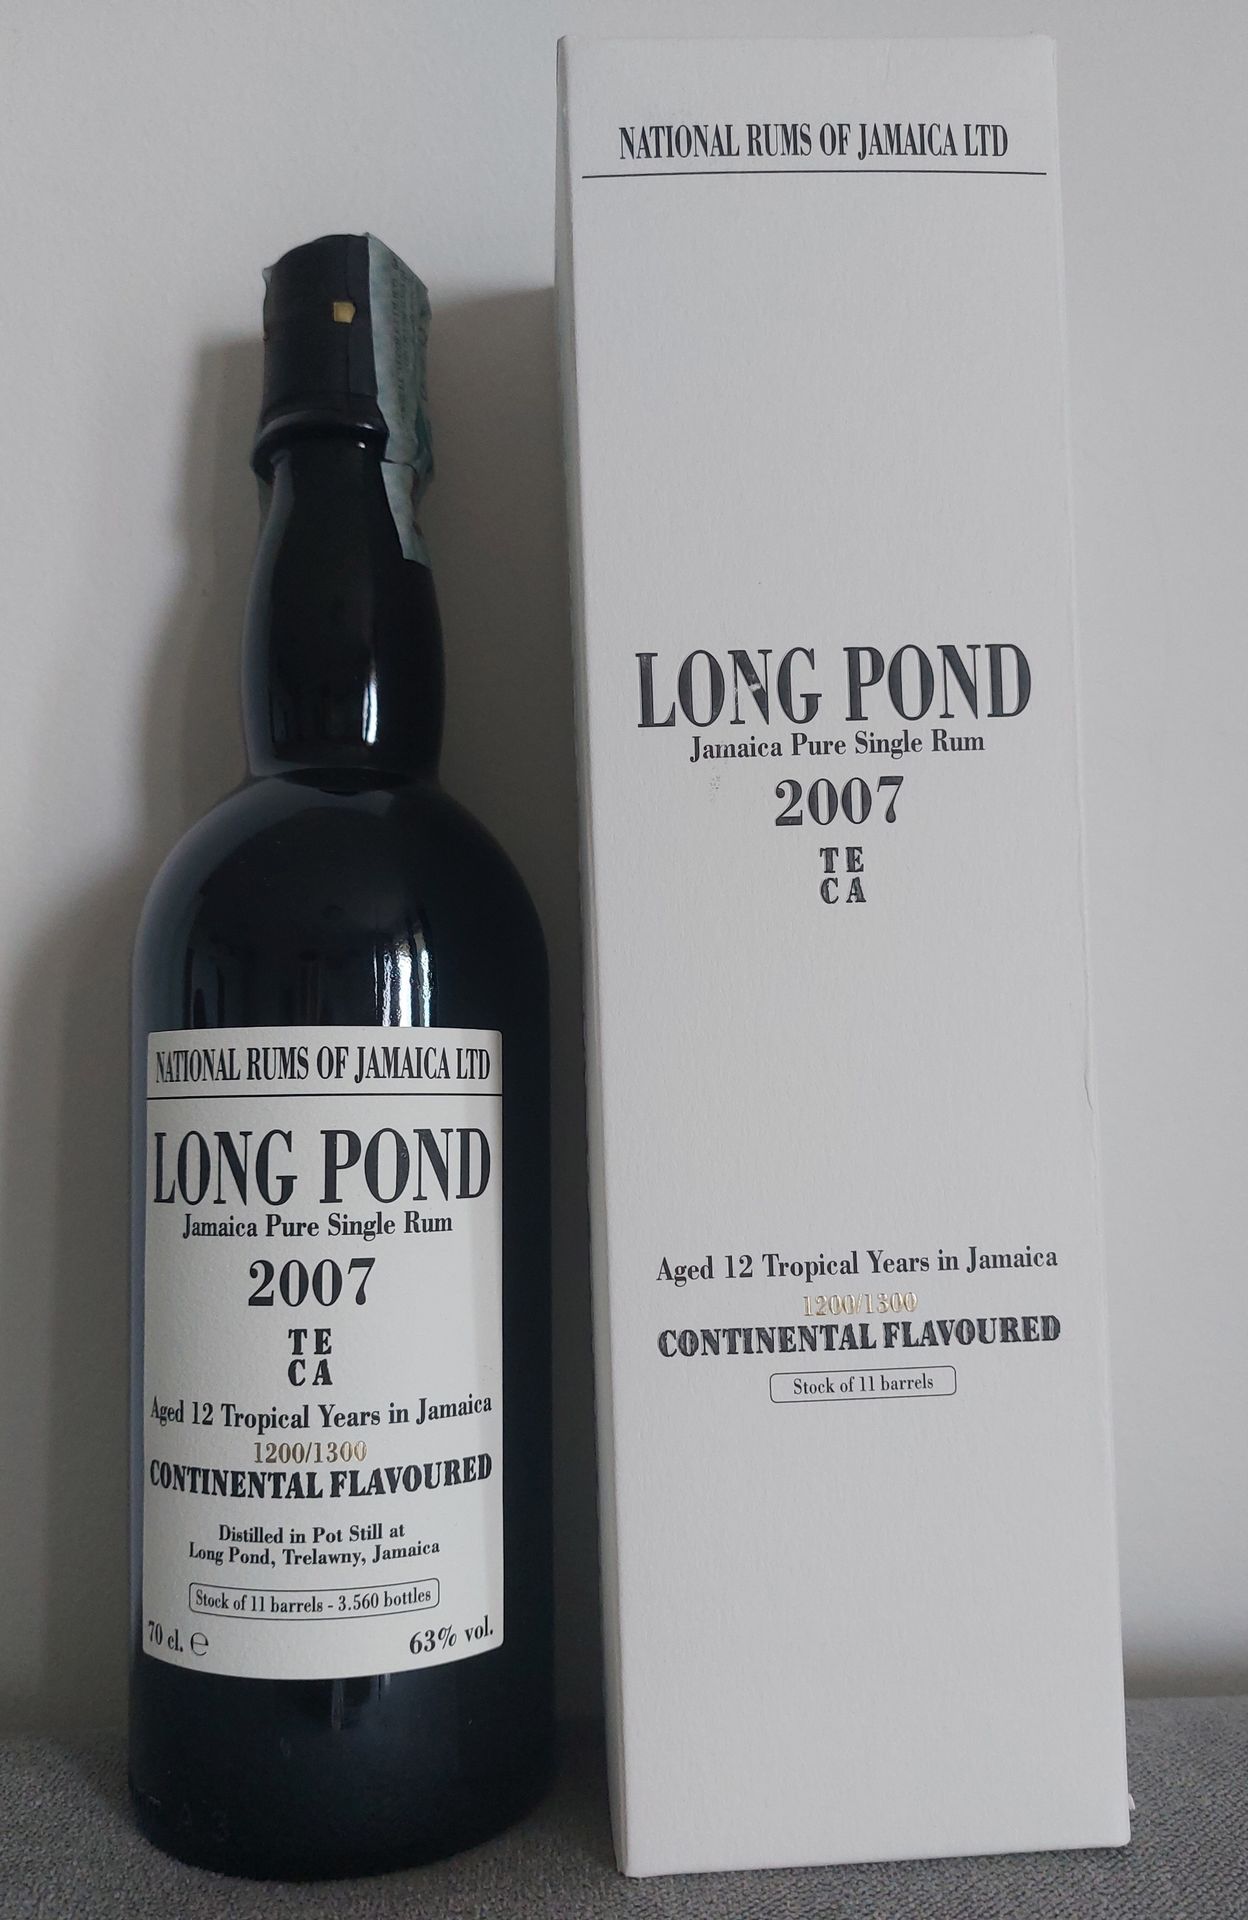 NATIONAL RUMS OF JAMAICA LTD
LONG POND
Jamaica Pure Single Rum
2007
TE
CA
Aged 12 Tropical Years in Jamaica
1200/1300
CONTINENTAL FLAVOURED
Distilled in Pot Still at
Long Pond, Trelawny, Jamaica
Stock of 11 barrels - 3.560 bottles
70 cl. ℮ 63% vol.
NATIONAL RUMS OF JAMAICA LTD
LONG POND
Jamaica Pure Single Rum
2007
TE
CA
Aged 12 Tropical Years in Jamaica
1200/1300
CONTINENTAL FLAVOURED
Stock of 11 barrels